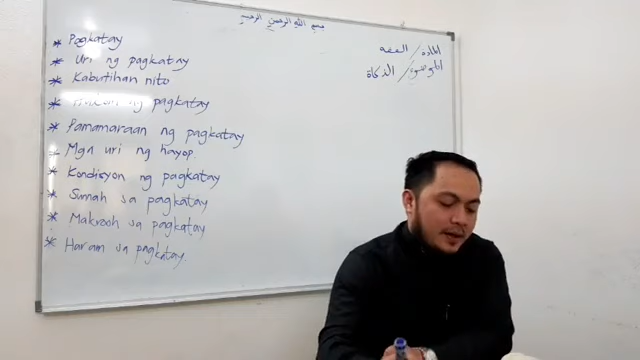 بسم الله الرحمن الرحيم
المادة / الفقه
الموضوع / الذكاة
* Pagkatay
* Uri ng pagkatay
* Kabutihan nito
* ng pagkatay
* Pamamaraan ng pagkatay
- Mga uri ng hayop.
* Kondisyon ng pagkatay
* Sunnah sa pagkatay
* Makrooh sa pagkatay
* Haram sa pagkatay.